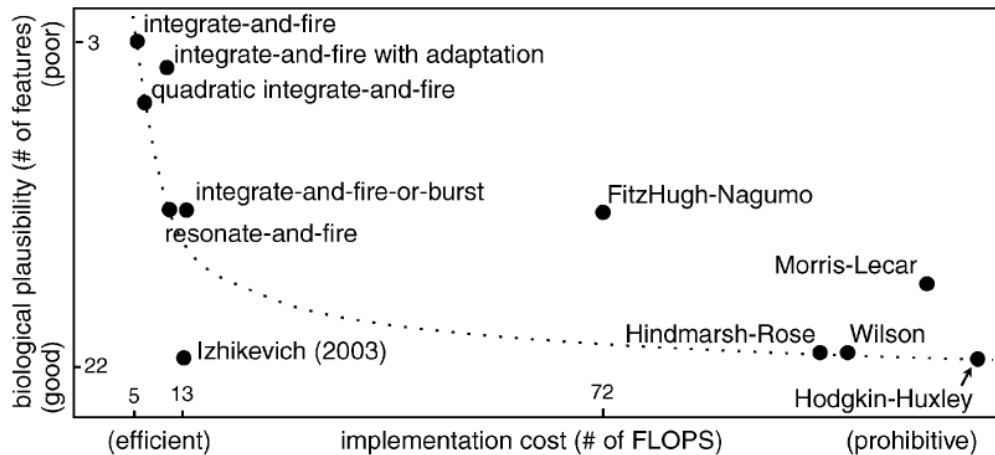 biological plausibility (# of features)
(good) (poor)
3
22
integrate-and-fire
integrate-and-fire with adaptation
quadratic integrate-and-fire
integrate-and-fire-or-burst
resonate-and-fire
FitzHugh-Nagumo
Morris-Lecar
Hindmarsh-Rose Wilson
Izhikevich (2003)
Hodgkin-Huxley
5 13 72
(efficient) implementation cost (# of FLOPS) (prohibitive)